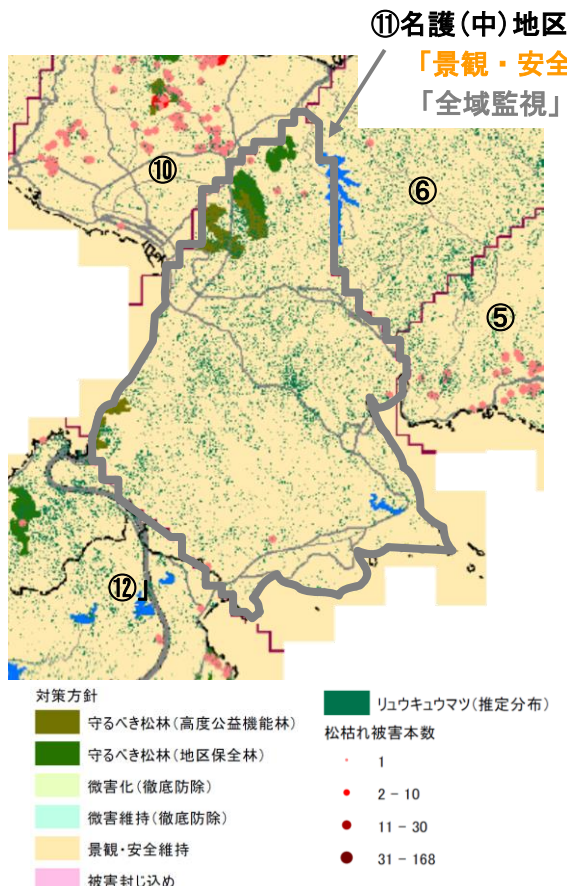 ⑪名護(中)地区
「景観・安全
「全域監視」
⑩
⑥
⑤
⑫」
対策方針
守るべき松林(高度公益機能林)
守るべき松林(地区保全林)
微害化(徹底防除)
微害維持(徹底防除)
景観・安全維持
被害封じ込め
リュウキュウマツ(推定分布)
松枯れ被害本数
1
2 - 10
11 - 30
31 - 168